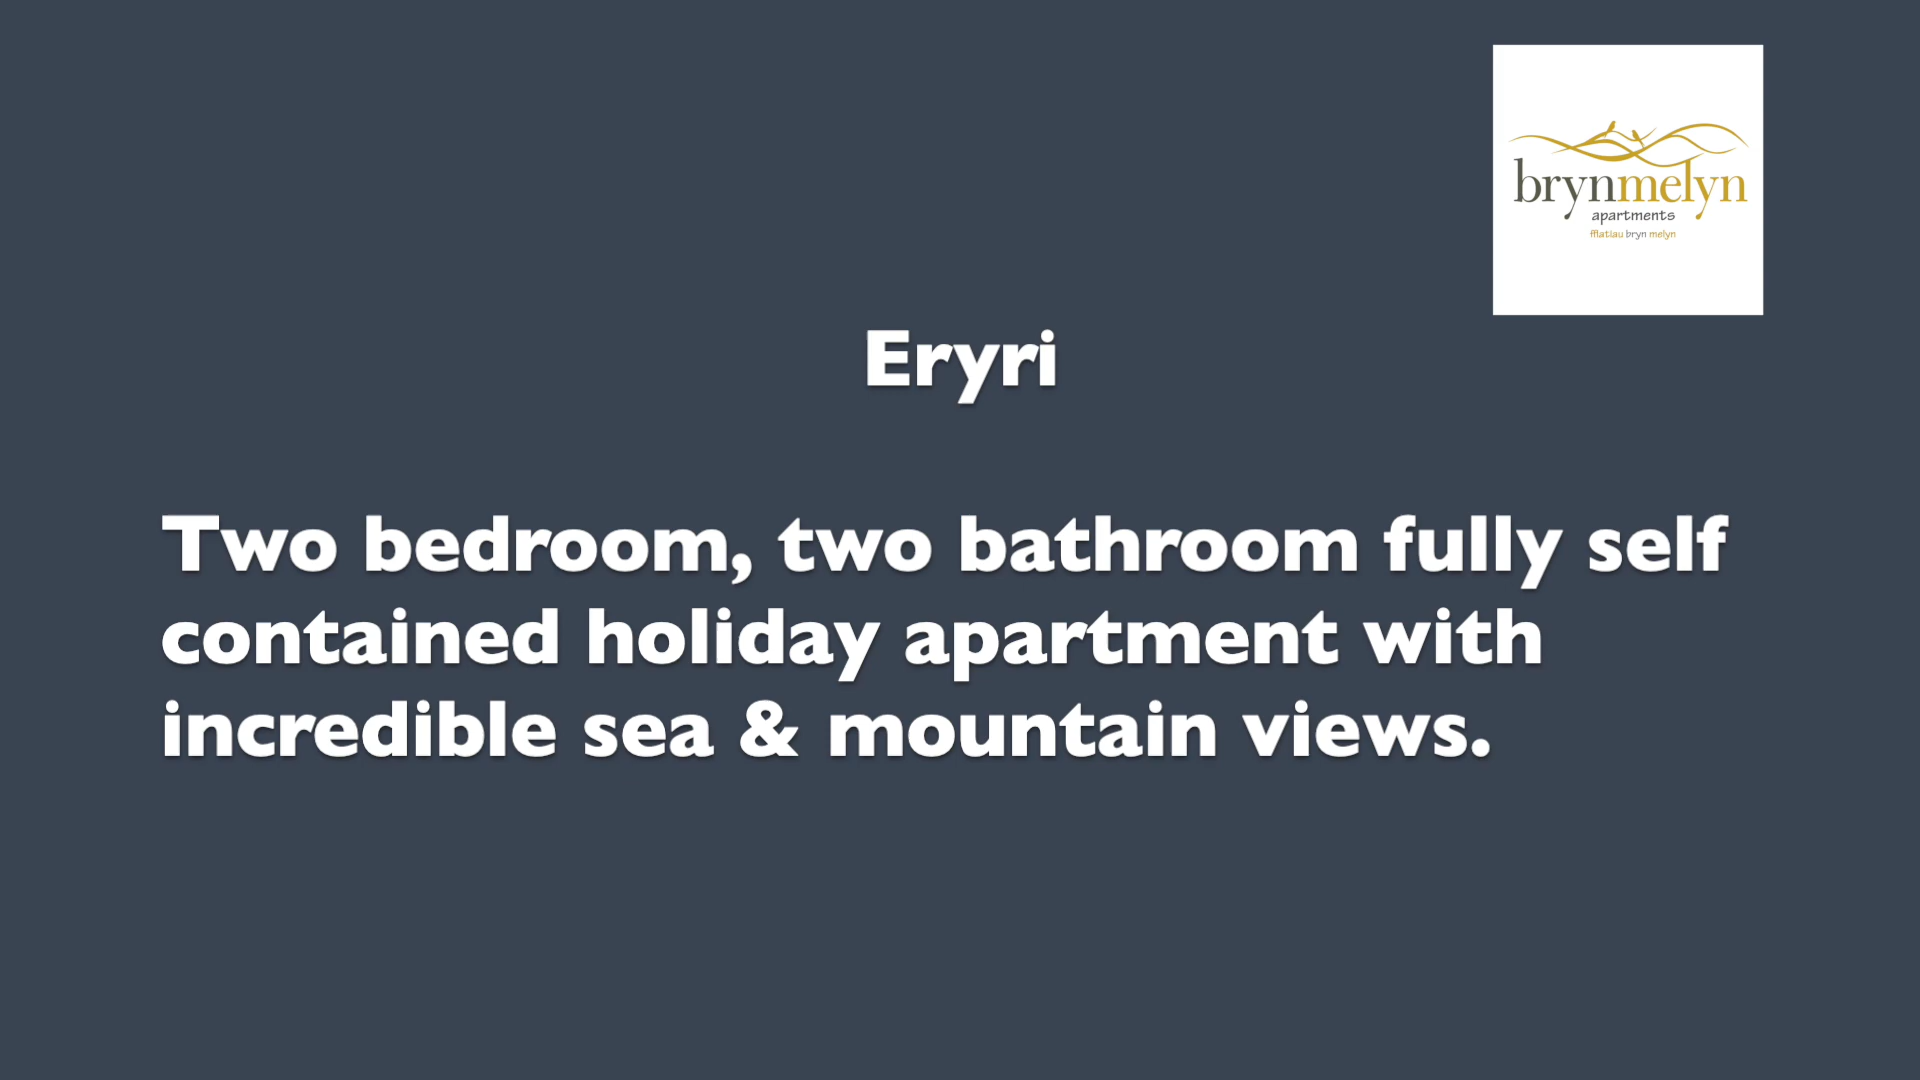 brynmelyn
apartments
fflatiau bryn melyn
Eryri
Two bedroom, two bathroom fully self
contained holiday apartment with
incredible sea & mountain views.